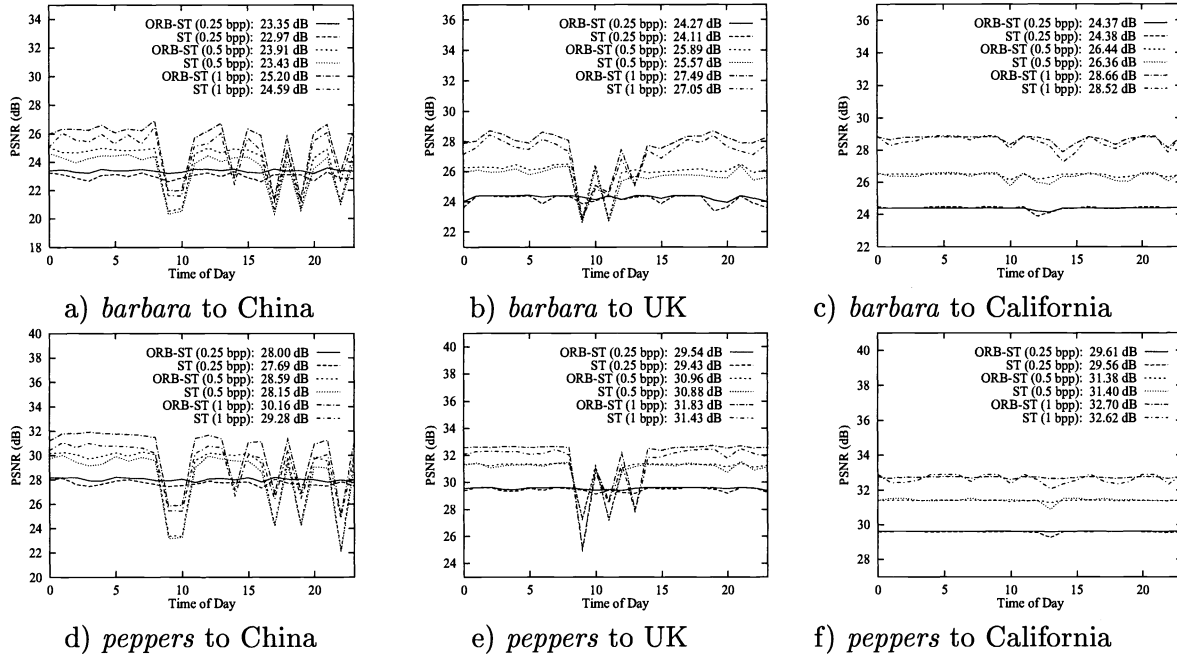 ORB-ST (0.25 bpp): 23.35 dB
ST (0.25 bpp): 22.97 dB
ORB-ST (0.5 bpp): 23.91 dB
ST (0.5 bpp): 23.43 dB
ORB-ST (1 bpp): 25.20 dB
ST (1 bpp): 24.59 dB
PSNR (dB)
34
32
30
28
26
24
22
20
18
0 5 10 15 20
Time of Day
a) barbara to China
ORB-ST (0.25 bpp): 24.27 dB
ST (0.25 bpp): 24.11 dB
ORB-ST (0.5 bpp): 25.89 dB
ST (0.5 bpp): 25.57 dB
ORB-ST (1 bpp): 27.49 dB
ST (1 bpp): 27.05 dB
PSNR (dB)
36
34
32
30
28
26
24
22
0 5 10 15 20
Time of Day
b) barbara to UK
ORB-ST (0.25 bpp): 24.37 dB
ST (0.25 bpp): 24.38 dB
ORB-ST (0.5 bpp): 26.44 dB
ST (0.5 bpp): 26.36 dB
ORB-ST (1 bpp): 28.66 dB
ST (1 bpp): 28.52 dB
PSNR (dB)
36
34
32
30
28
26
24
22
0 5 10 15 20
Time of Day
c) barbara to California
ORB-ST (0.25 bpp): 28.00 dB
ST (0.25 bpp): 27.69 dB
ORB-ST (0.5 bpp): 28.59 dB
ST (0.5 bpp): 28.15 dB
ORB-ST (1 bpp): 30.16 dB
ST (1 bpp): 29.28 dB
PSNR (dB)
40
38
36
34
32
30
28
26
24
22
20
0 5 10 15 20
Time of Day
d) peppers to China
ORB-ST (0.25 bpp): 29.54 dB
ST (0.25 bpp): 29.43 dB
ORB-ST (0.5 bpp): 30.96 dB
ST (0.5 bpp): 30.88 dB
ORB-ST (1 bpp): 31.83 dB
ST (1 bpp): 31.43 dB
PSNR (dB)
40
38
36
34
32
30
28
26
24
0 5 10 15 20
Time of Day
e) peppers to UK
ORB-ST (0.25 bpp): 29.61 dB
ST (0.25 bpp): 29.56 dB
ORB-ST (0.5 bpp): 31.38 dB
ST (0.5 bpp): 31.40 dB
ORB-ST (1 bpp): 32.70 dB
ST (1 bpp): 32.62 dB
PSNR (dB)
40
38
36
34
32
30
28
0 5 10 15 20
Time of Day
f) peppers to California